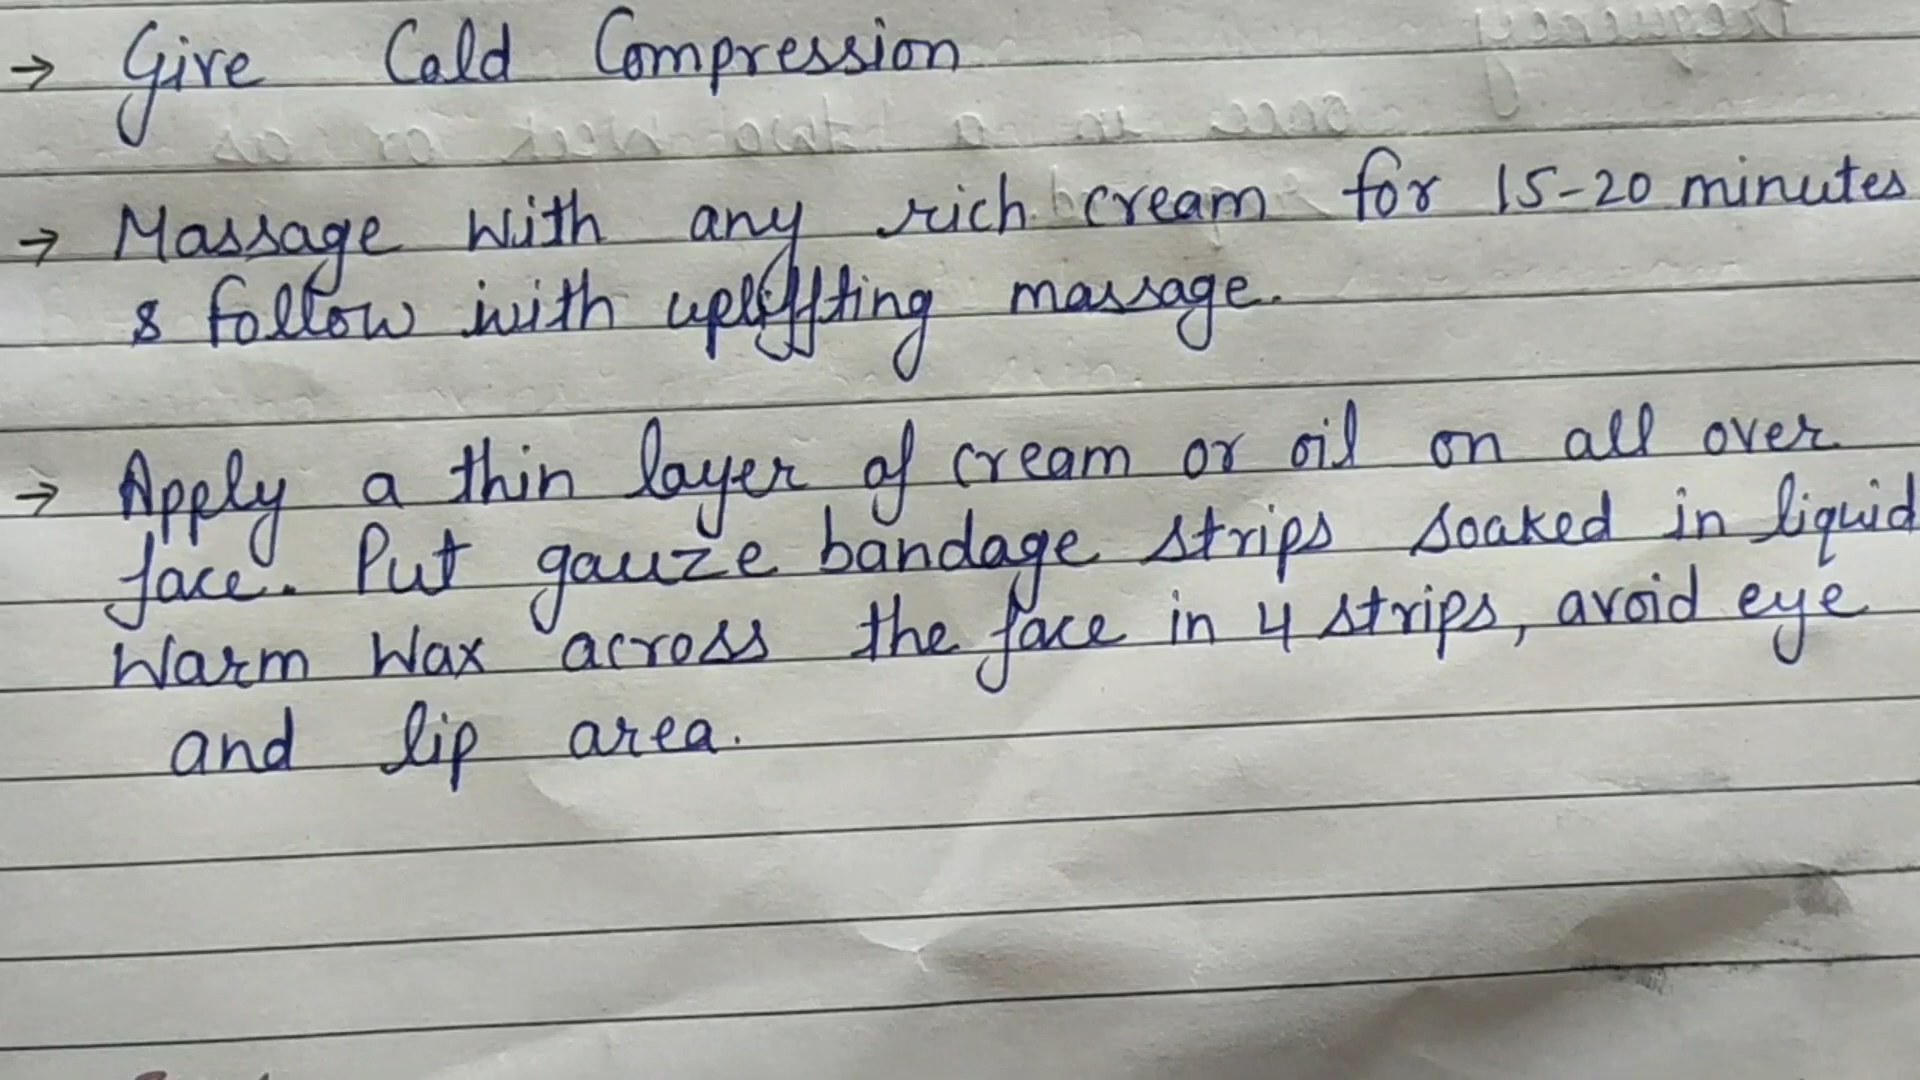 → Give Cold Compression
→ Massage with any rich cream for 15-20 minutes
& follow with upliffting massage.
→ Apply a thin layer of cream or oil on all over
face. Put gauze bandage strips soaked in liquid
warm wax across the face in 4 strips, avoid eye
and lip area.